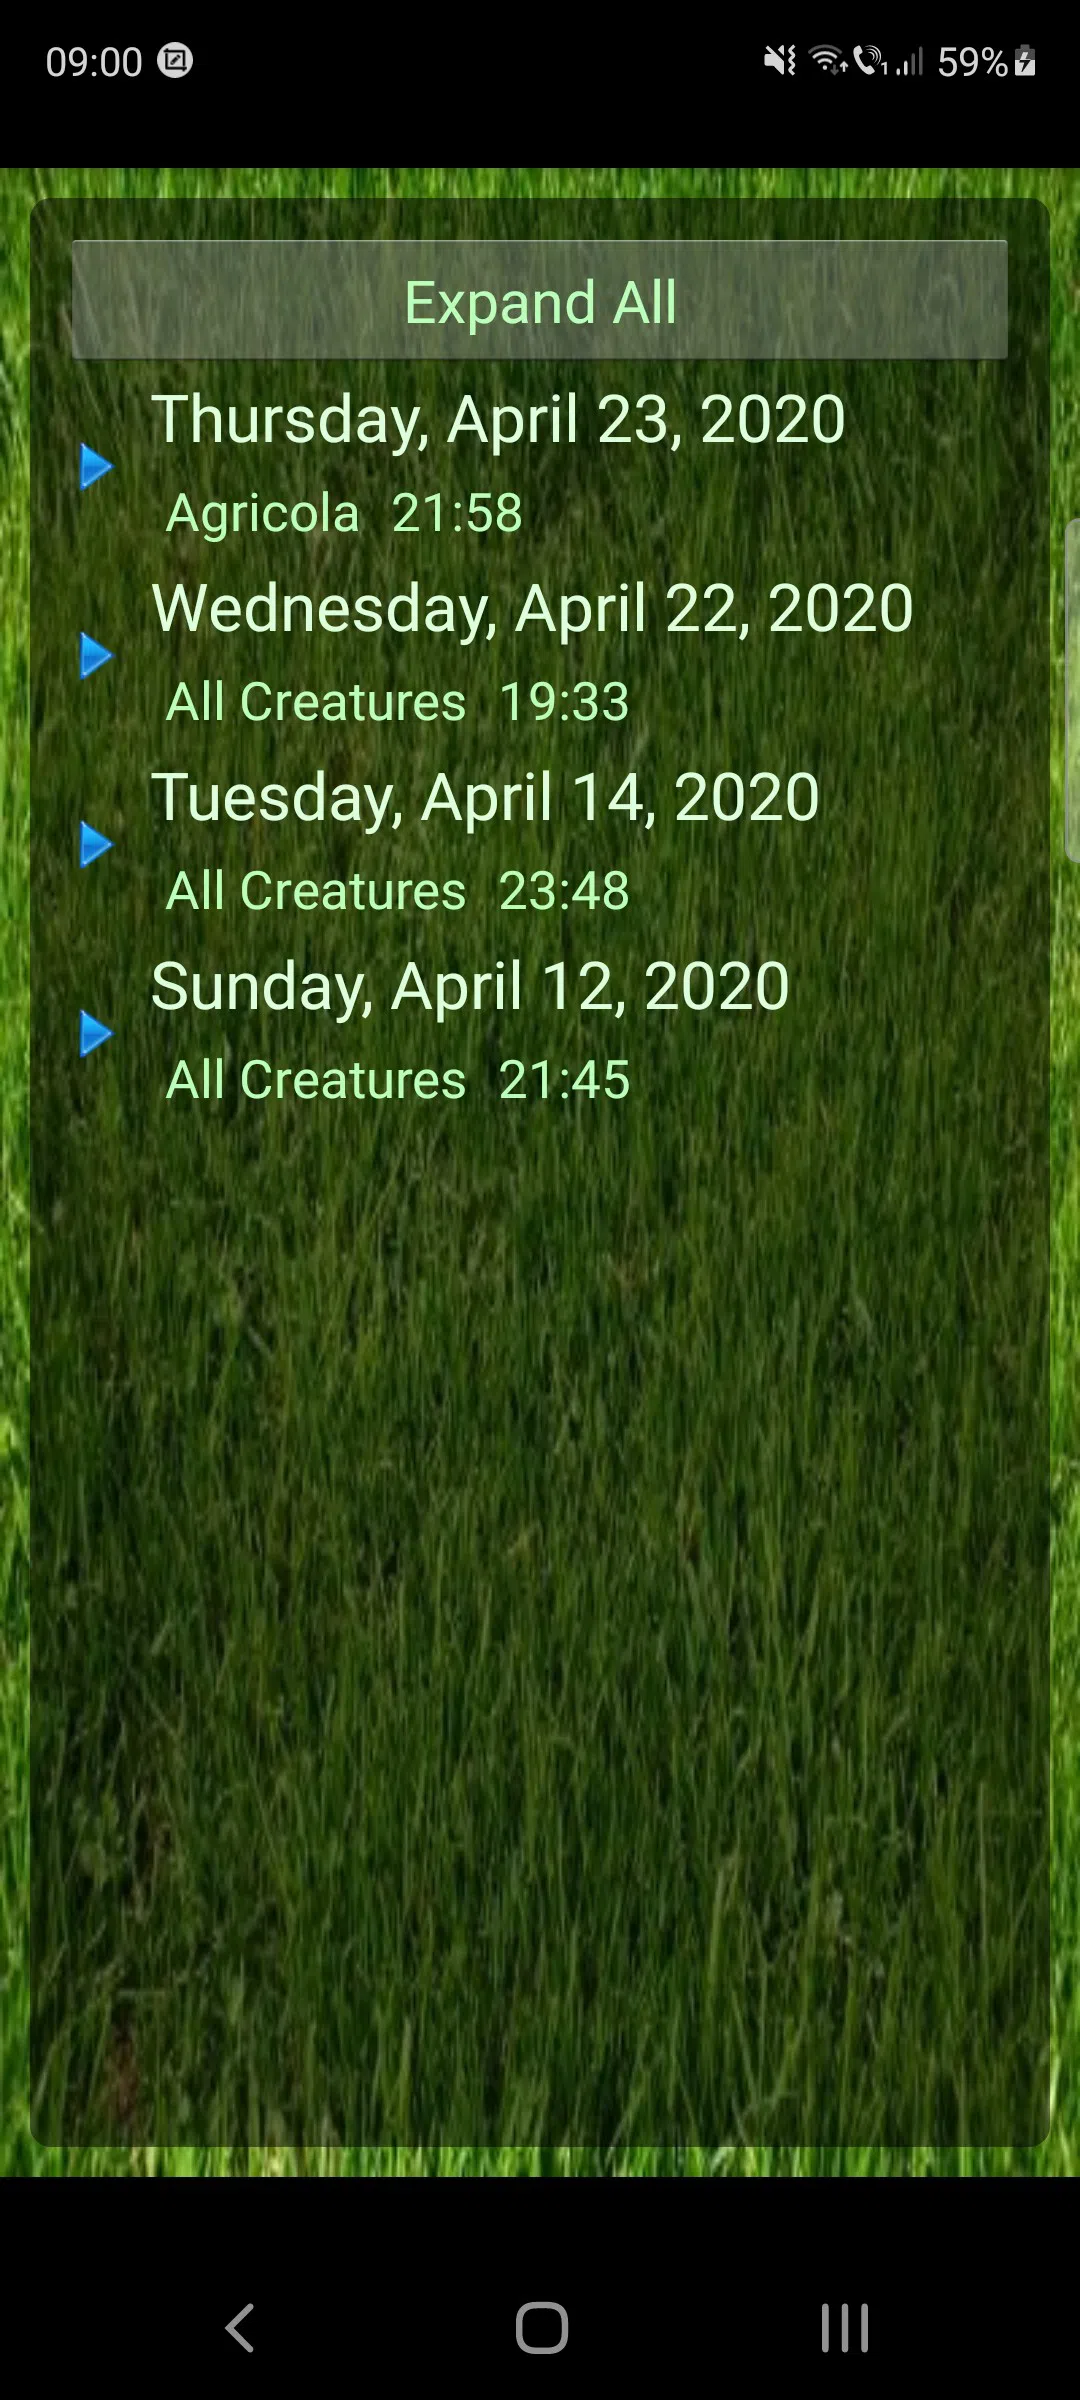 09:00 59%
Expand All
Thursday, April 23, 2020
Agricola 21:58
Wednesday, April 22, 2020
All Creatures 19:33
Tuesday, April 14, 2020
All Creatures 23:48
Sunday, April 12, 2020
All Creatures 21:45